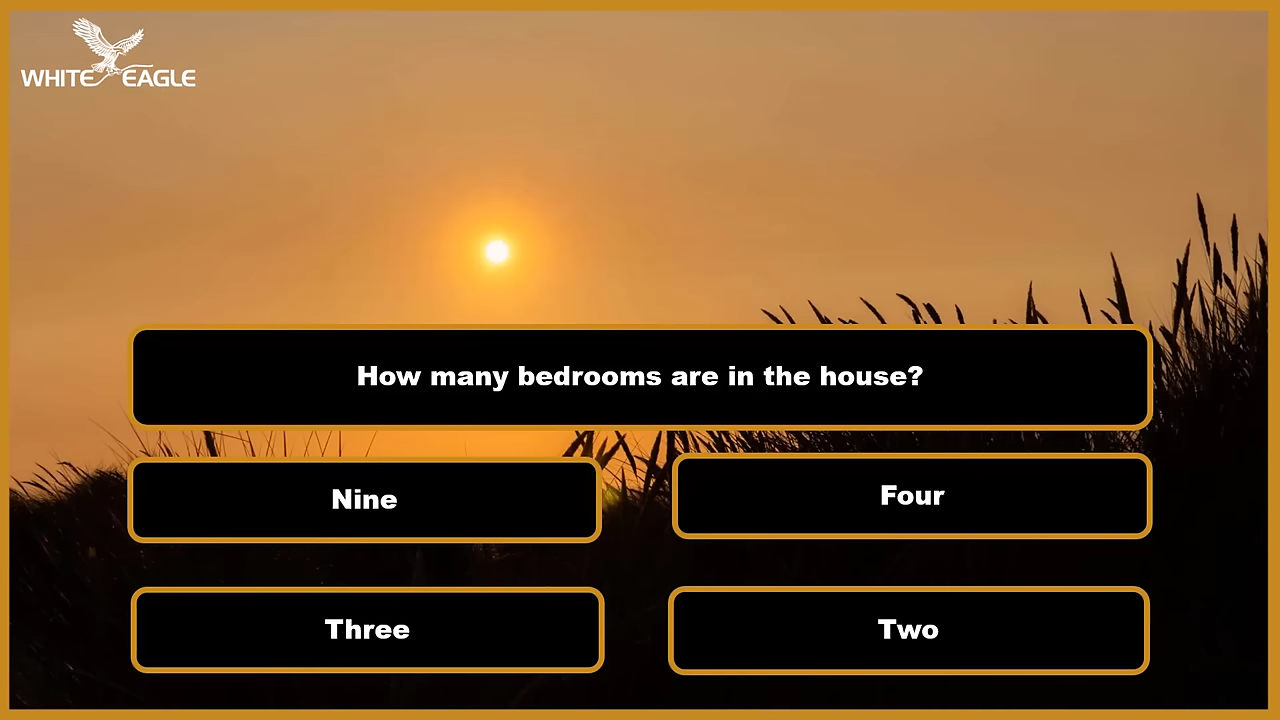 WHITE EAGLE
How many bedrooms are in the house?
Nine
Four
Three
Two